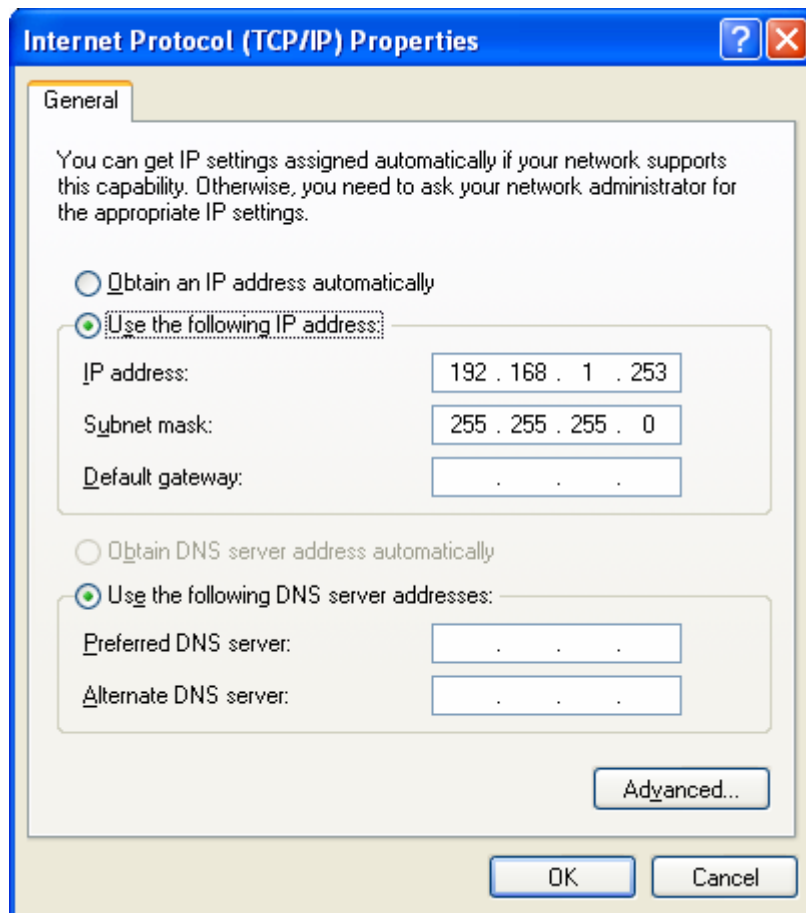 Internet Protocol (TCP/IP) Properties
General
You can get IP settings assigned automatically if your network supports
this capability. Otherwise, you need to ask your network administrator for
the appropriate IP settings.
Obtain an IP address automatically
Use the following IP address:
IP address: 192 . 168 . 1 . 253
Subnet mask: 255 . 255 . 255 . 0
Default gateway: . . .
Obtain DNS server address automatically
Use the following DNS server addresses:
Preferred DNS server: . . .
Alternate DNS server: . . .
Advanced...
OK Cancel